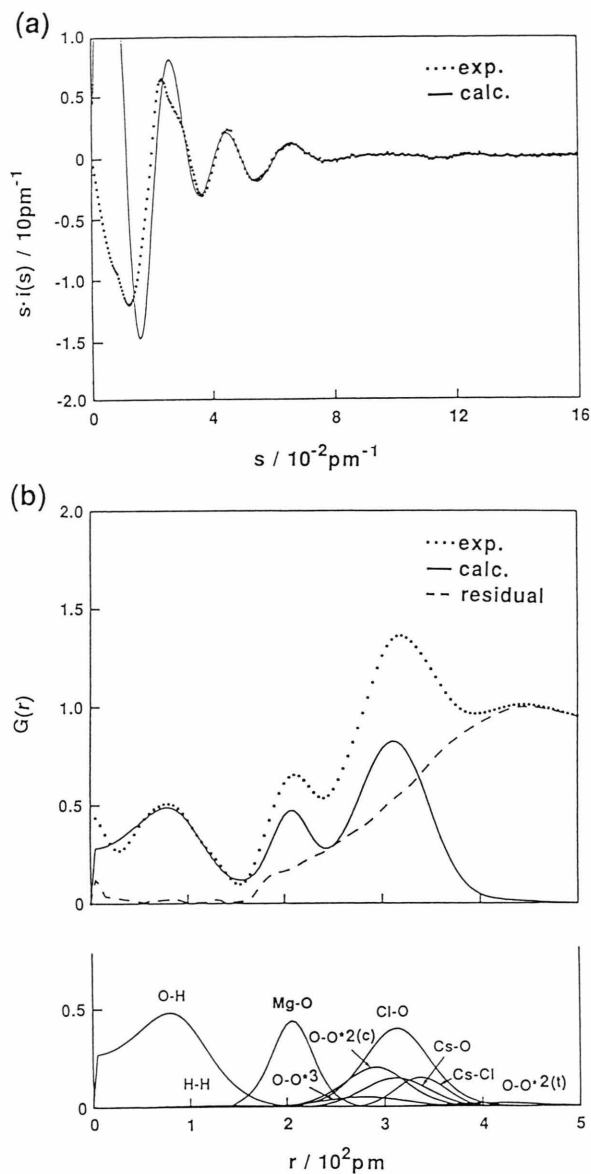 (a)
1.0
0.5
0
-0.5
-1.0
-1.5
-2.0
s·i(s) / 10pm⁻¹
exp.
calc.
0 4 8 12 16
s / 10⁻²pm⁻¹
(b)
2.0
1.5
1.0
0.5
0
G(r)
exp.
calc.
residual
0.5
0
O-H
H-H
Mg-O
O-O*3
O-O*2(c)
Cl-O
Cs-O
Cs-Cl
O-O*2(t)
0 1 2 3 4 5
r / 10²pm